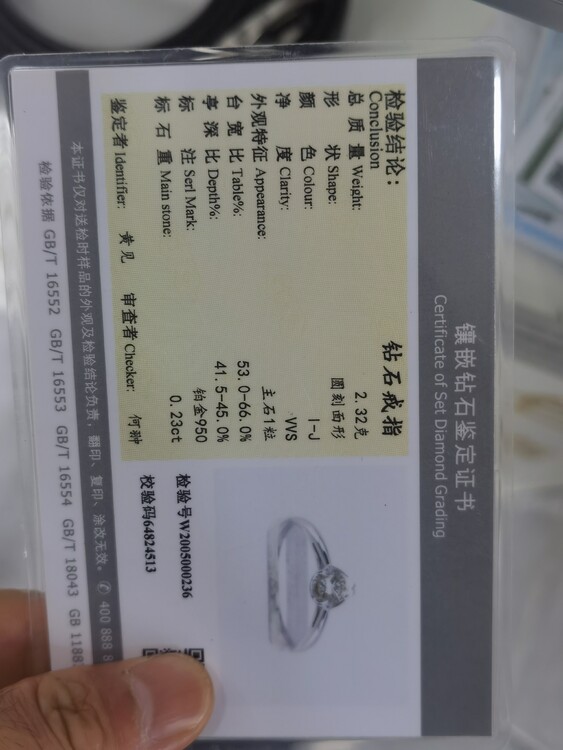 镶嵌钻石鉴定证书
Certificate of Set Diamond Grading
检验结论: 钻石戒指
Conclusion
总质量 Weight: 2.32克
形状 Shape: 圆刻面形
颜色 Colour: I-J
净度 Clarity: VVS
外观特征 Appearance: 主石1粒
台宽比 Table%: 53.0-66.0%
亭深比 Depth%: 41.5-45.0%
标注 Serl Mark: 铂金950
标石重 Main stone: 0.23ct
鉴定者 Identifier: 黄见 审查者 Checker: 何翀
检验号W2005000236
校验码64824513
本证书仅对送检时样品的外观及检验结论负责，翻印、复印、涂改无效。 400 888 8
检验依据 GB/T 16552 GB/T 16553 GB/T 16554 GB/T 18043 GB 1188